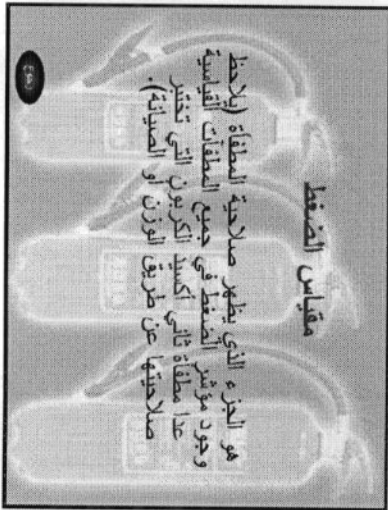 مقياس الضغط
هو الجزء الذي يظهر صلاحية المطفأة (يلاحظ
وجود مؤشر الضغط في جميع المطفآت القياسية
عدا مطفأة ثاني أكسيد الكربون التي تختبر
صلاحيتها عن طريق الوزن أو الصيانة).